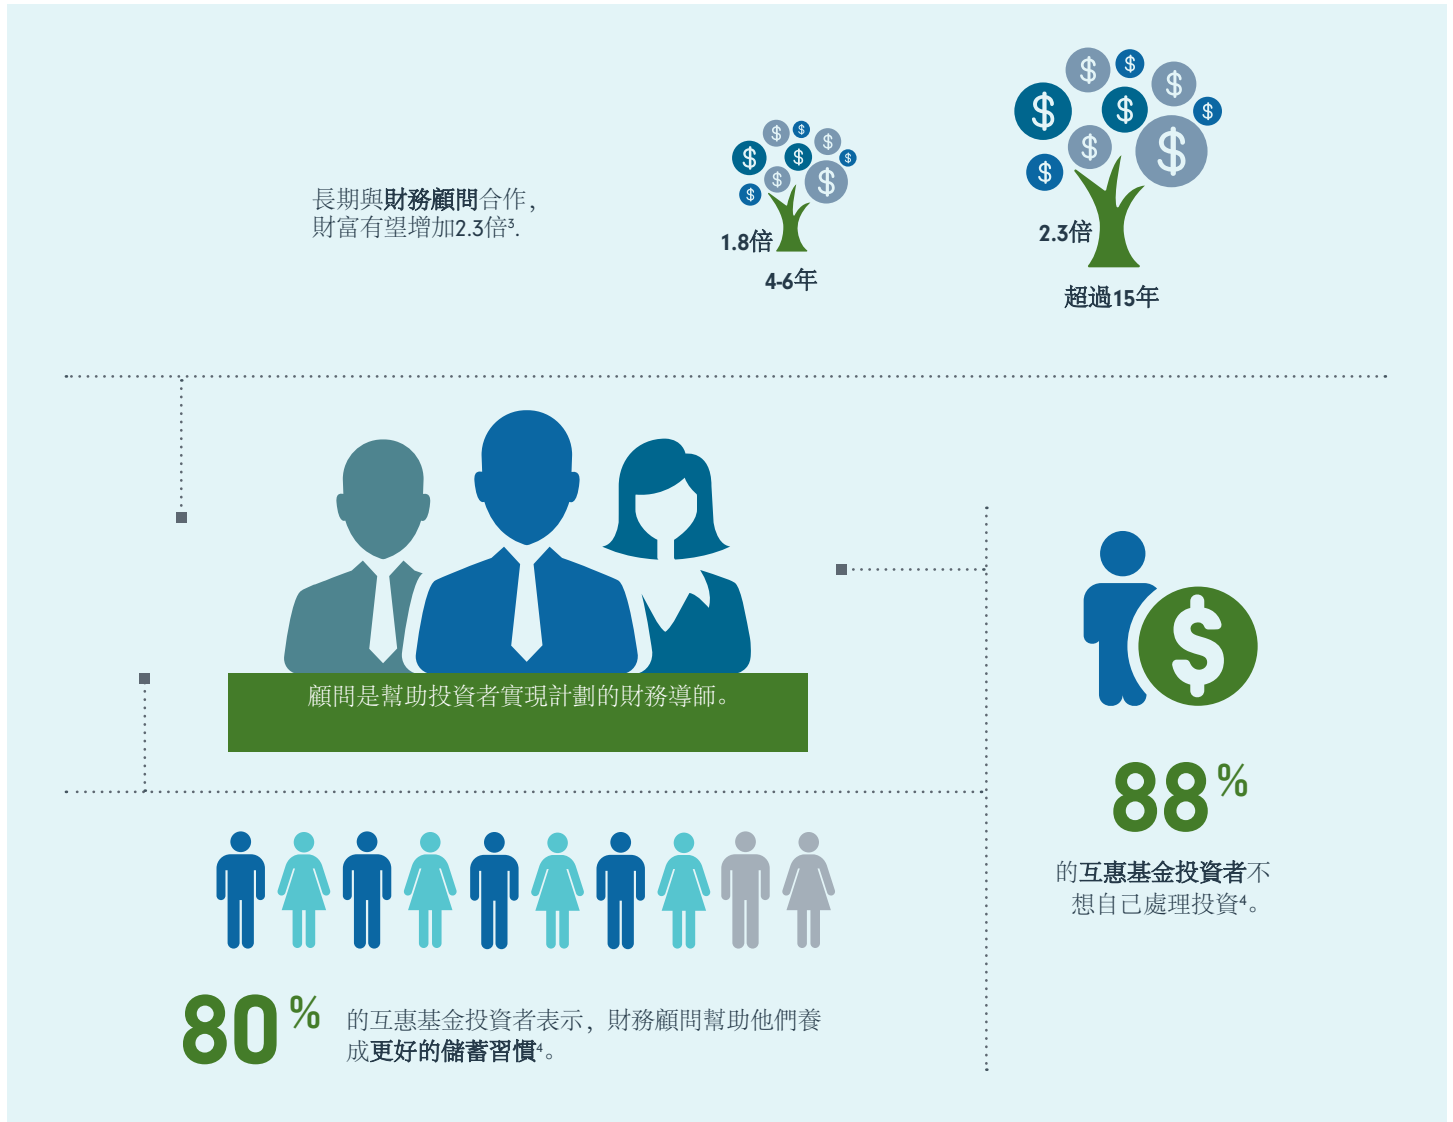 長期與財務顧問合作，
財富有望增加2.3倍³.
1.8倍
4-6年
2.3倍
超過15年
顧問是幫助投資者實現計劃的財務導師。
88%
的互惠基金投資者不
想自己處理投資⁴。
80%
的互惠基金投資者表示，財務顧問幫助他們養
成更好的儲蓄習慣⁴。